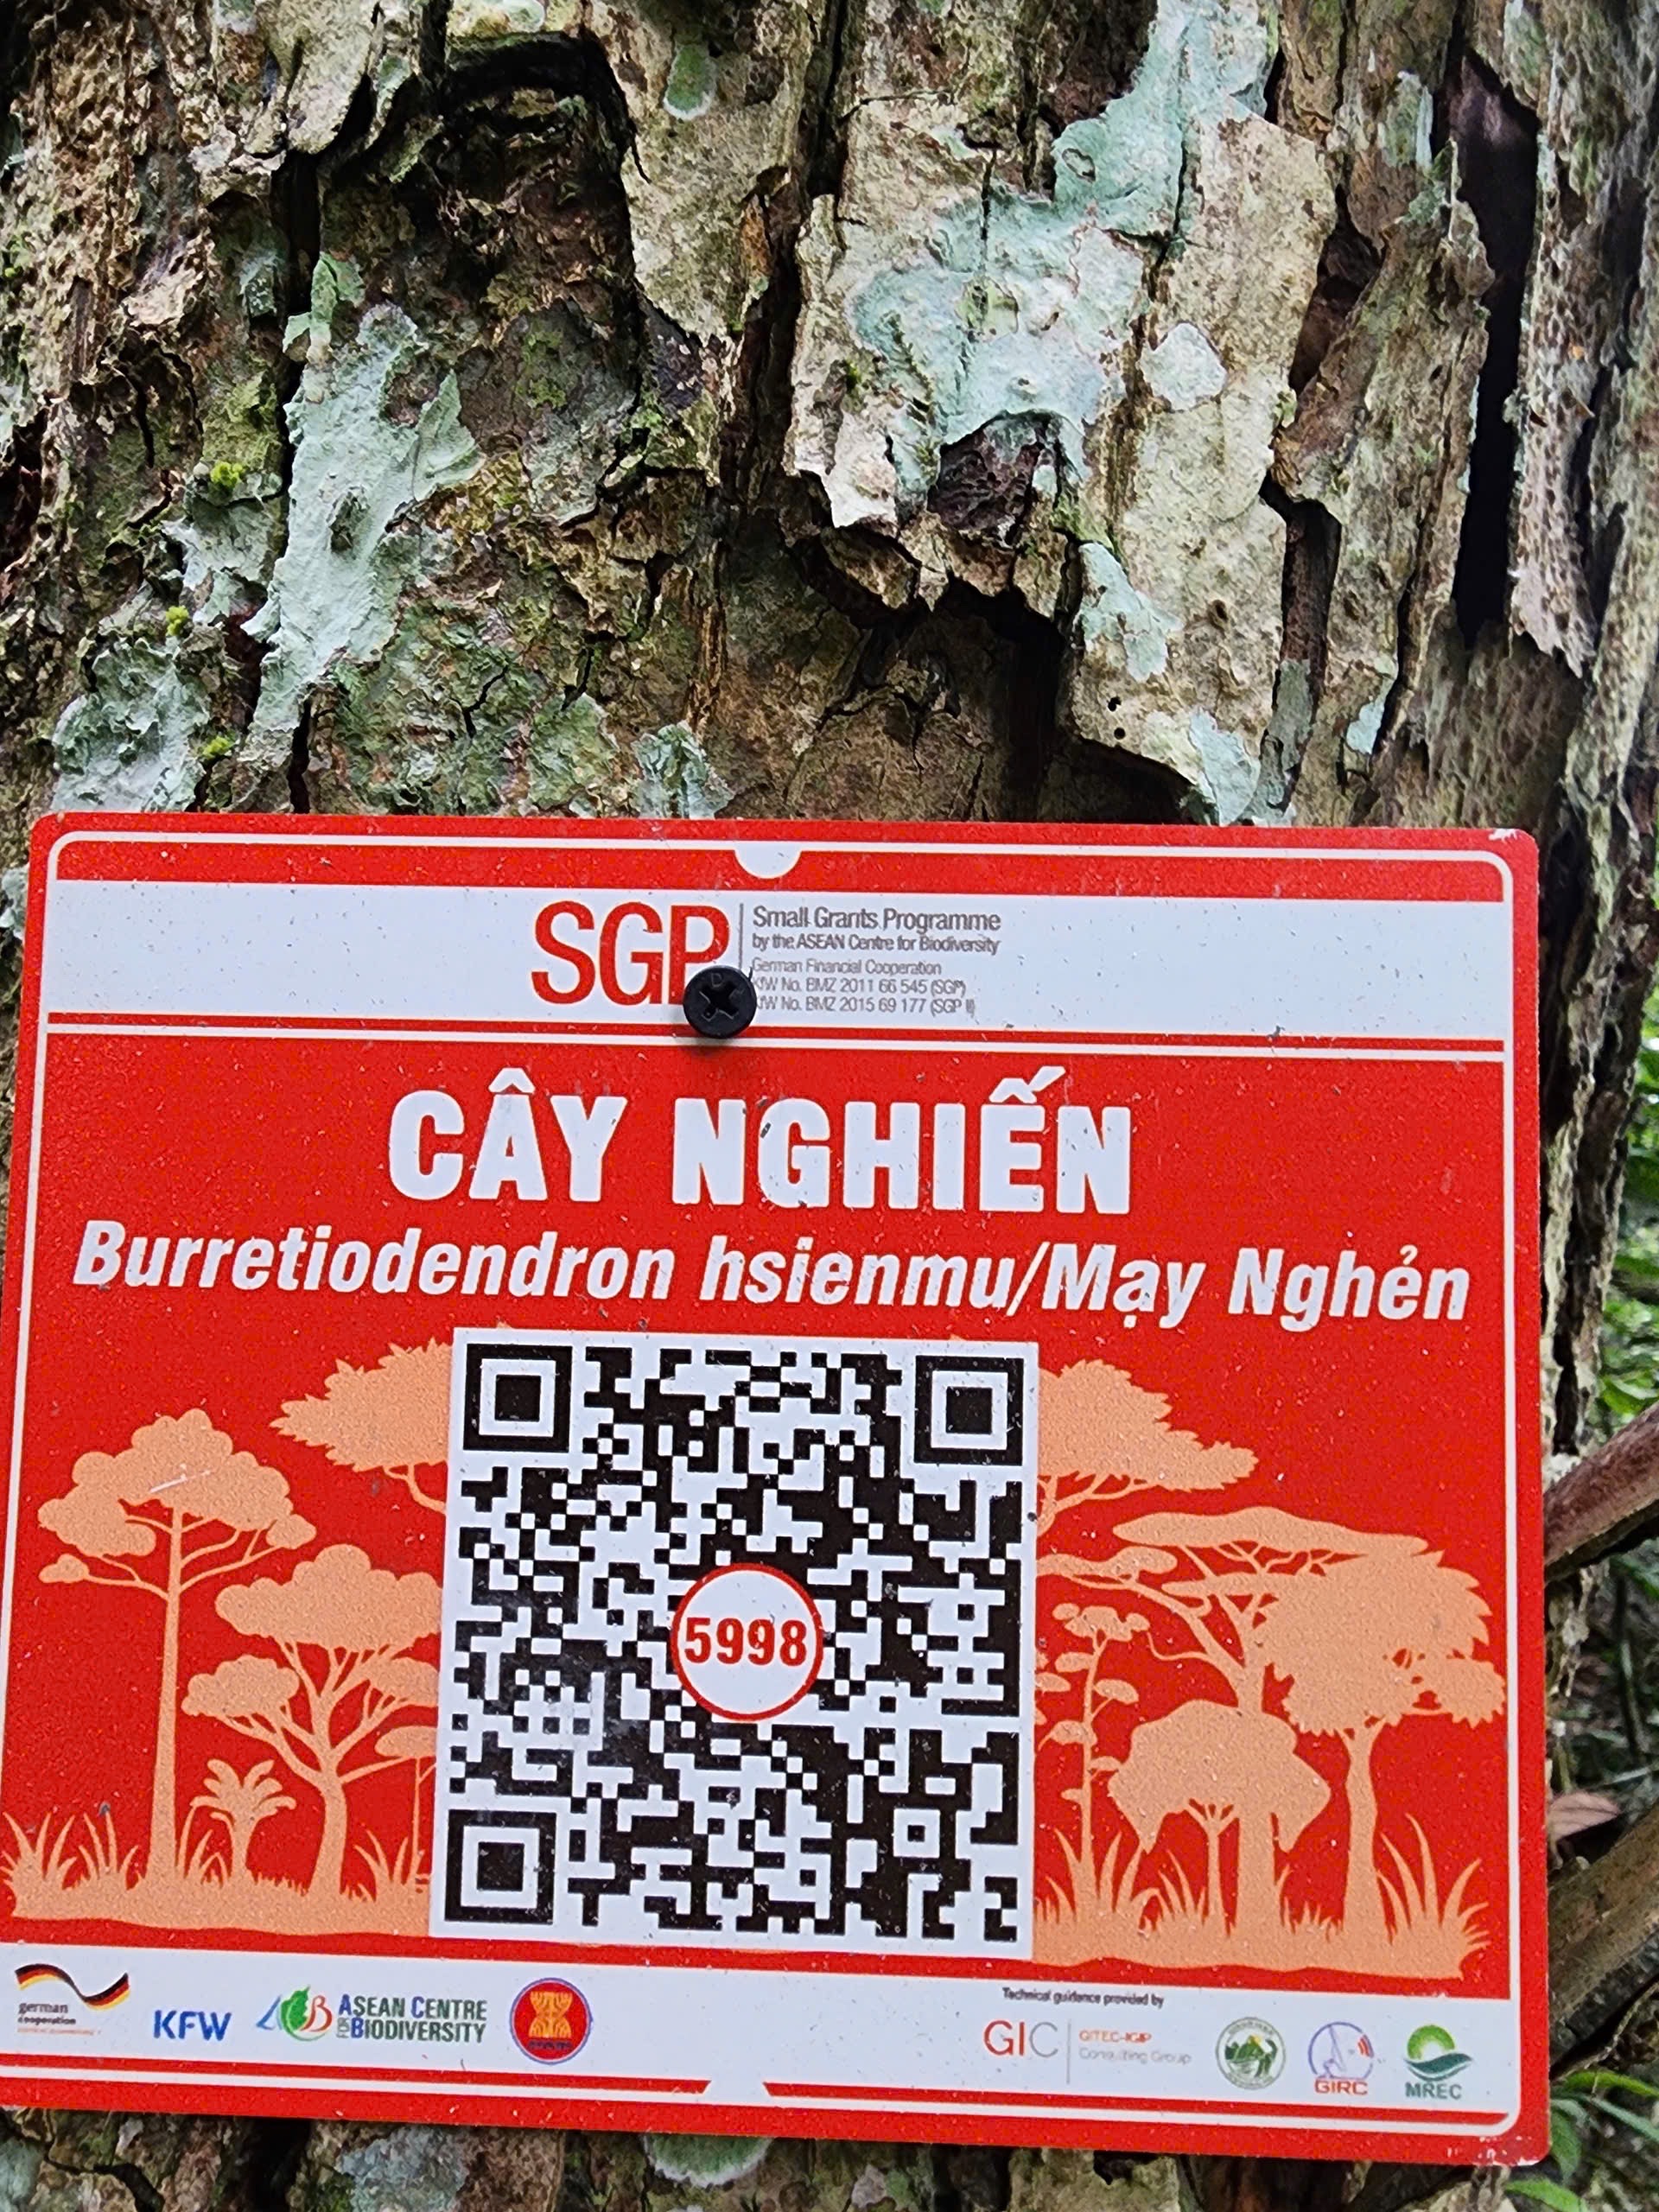 SGP
Small Grants Programme
by the ASEAN Centre for Biodiversity
German Financial Cooperation
KfW No. BMZ 2011 66 545 (SGP)
KfW No. BMZ 2015 69 177 (SGP II)
CÂY NGHIẾN
Burretiodendron hsienmu/Mạy Nghẻn
5998
german
cooperation
KFW
ASEAN CENTRE
FOR BIODIVERSITY
Technical guidance provided by
GIC
GITEC-IGIP
Consulting Group
GIRC
MREC